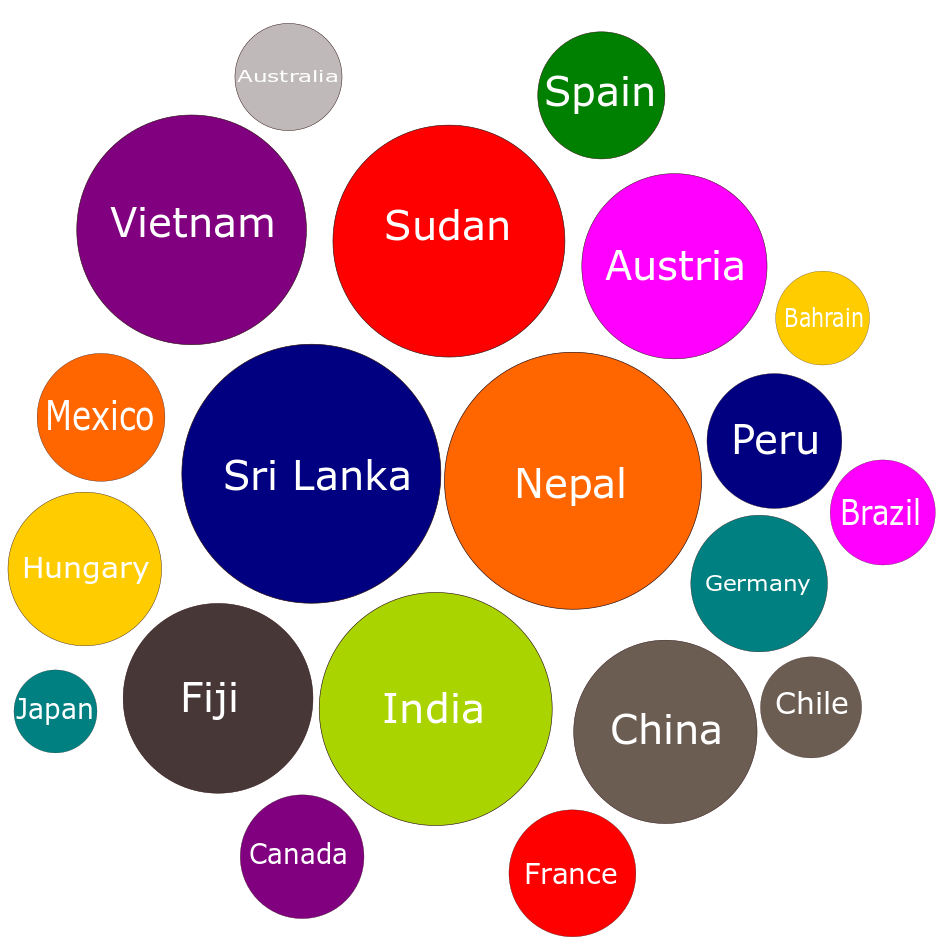 Australia
Spain
Vietnam
Sudan
Austria
Bahrain
Mexico
Peru
Sri Lanka
Nepal
Brazil
Hungary
Germany
Fiji
India
Japan
China
Chile
Canada
France